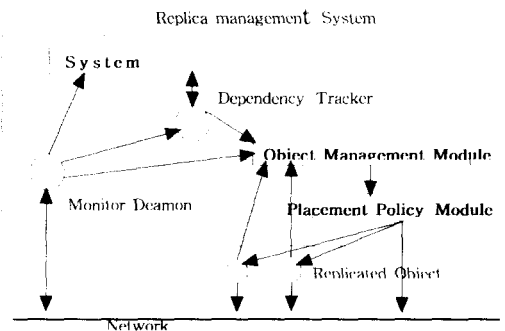 Replica management System
System
Dependency Tracker
Object Management Module
Monitor Deamon
Placement Policy Module
Replicated Object
Network